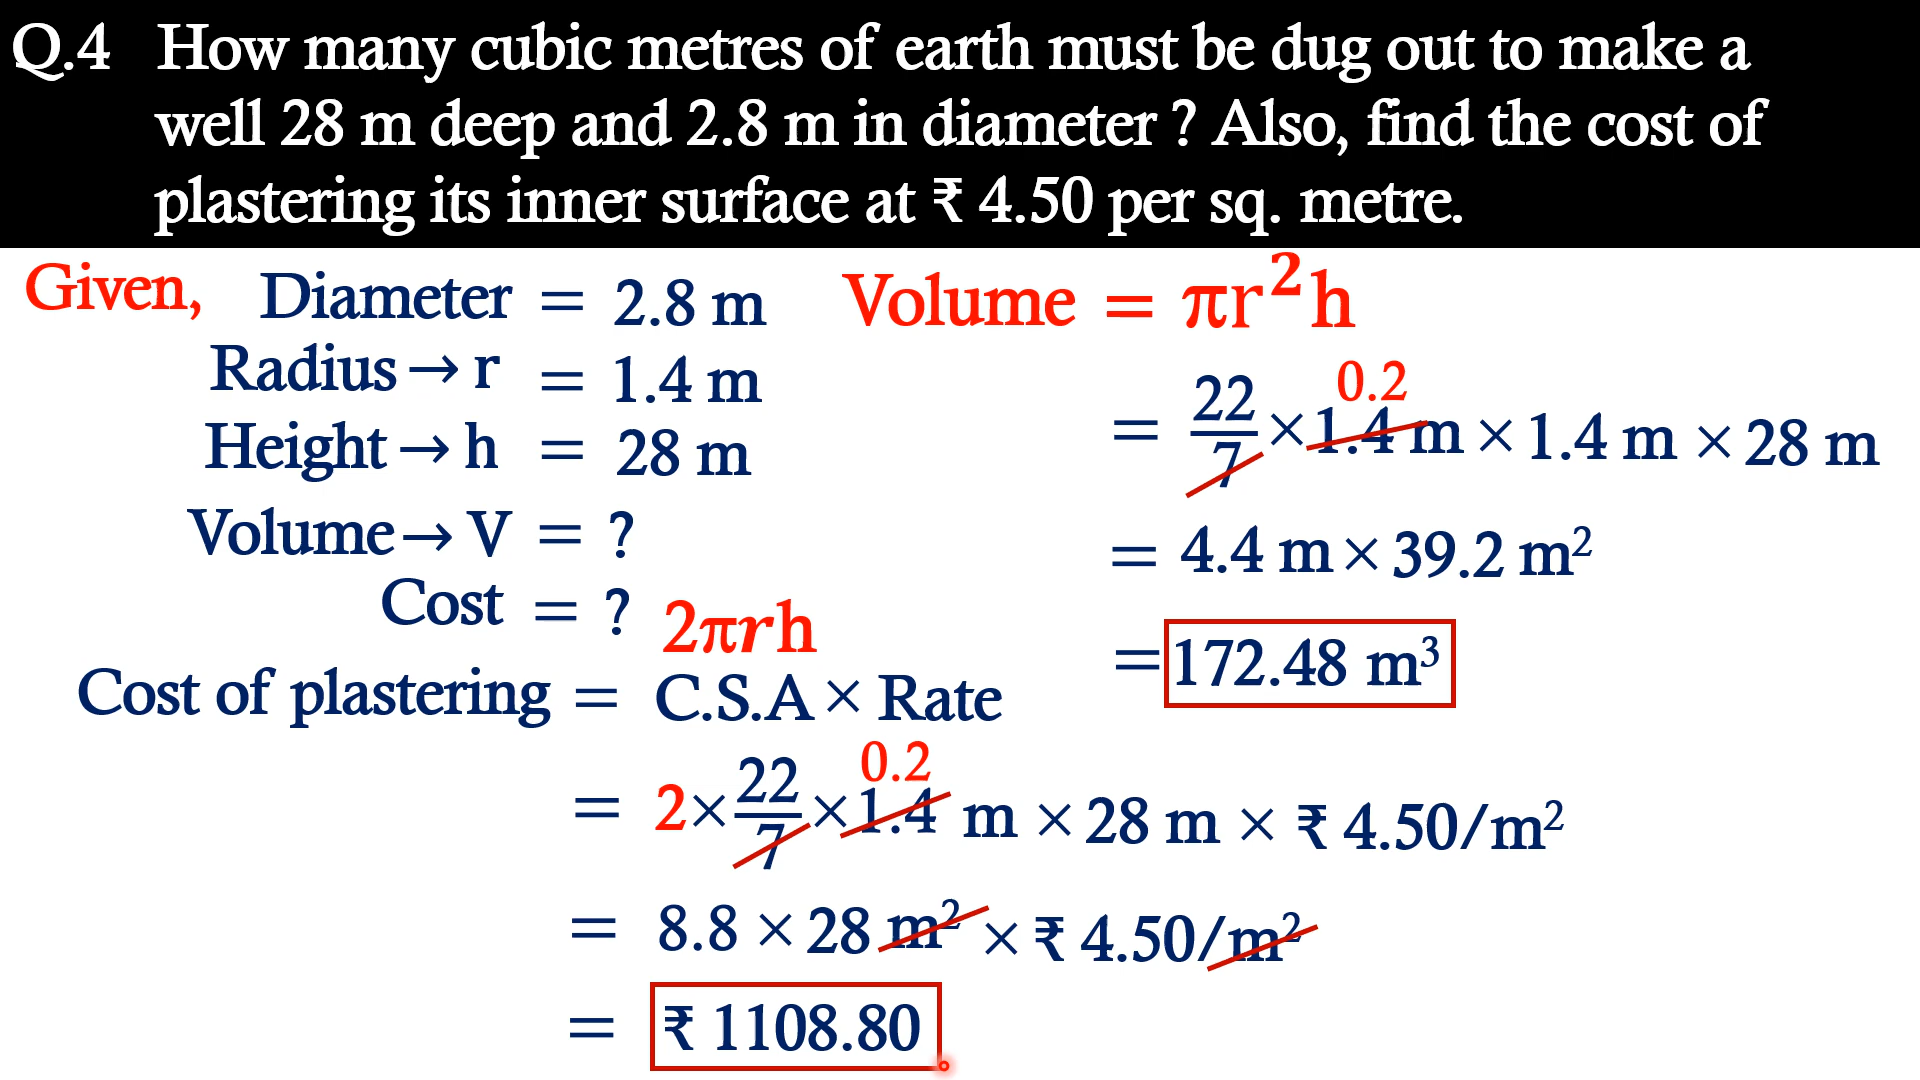 Q.4 How many cubic metres of earth must be dug out to make a
well 28 m deep and 2.8 m in diameter ? Also, find the cost of
plastering its inner surface at ₹ 4.50 per sq. metre.
Given, Diameter = 2.8 m
Radius → r = 1.4 m
Height → h = 28 m
Volume → V = ?
Cost = ?
Volume = πr²h
0.2
= 22/7 × 1.4 m × 1.4 m × 28 m
= 4.4 m × 39.2 m²
= 172.48 m³
2πrh
Cost of plastering = C.S.A × Rate
0.2
= 2 × 22/7 × 1.4 m × 28 m × ₹ 4.50/m²
= 8.8 × 28 m² × ₹ 4.50/m²
= ₹ 1108.80